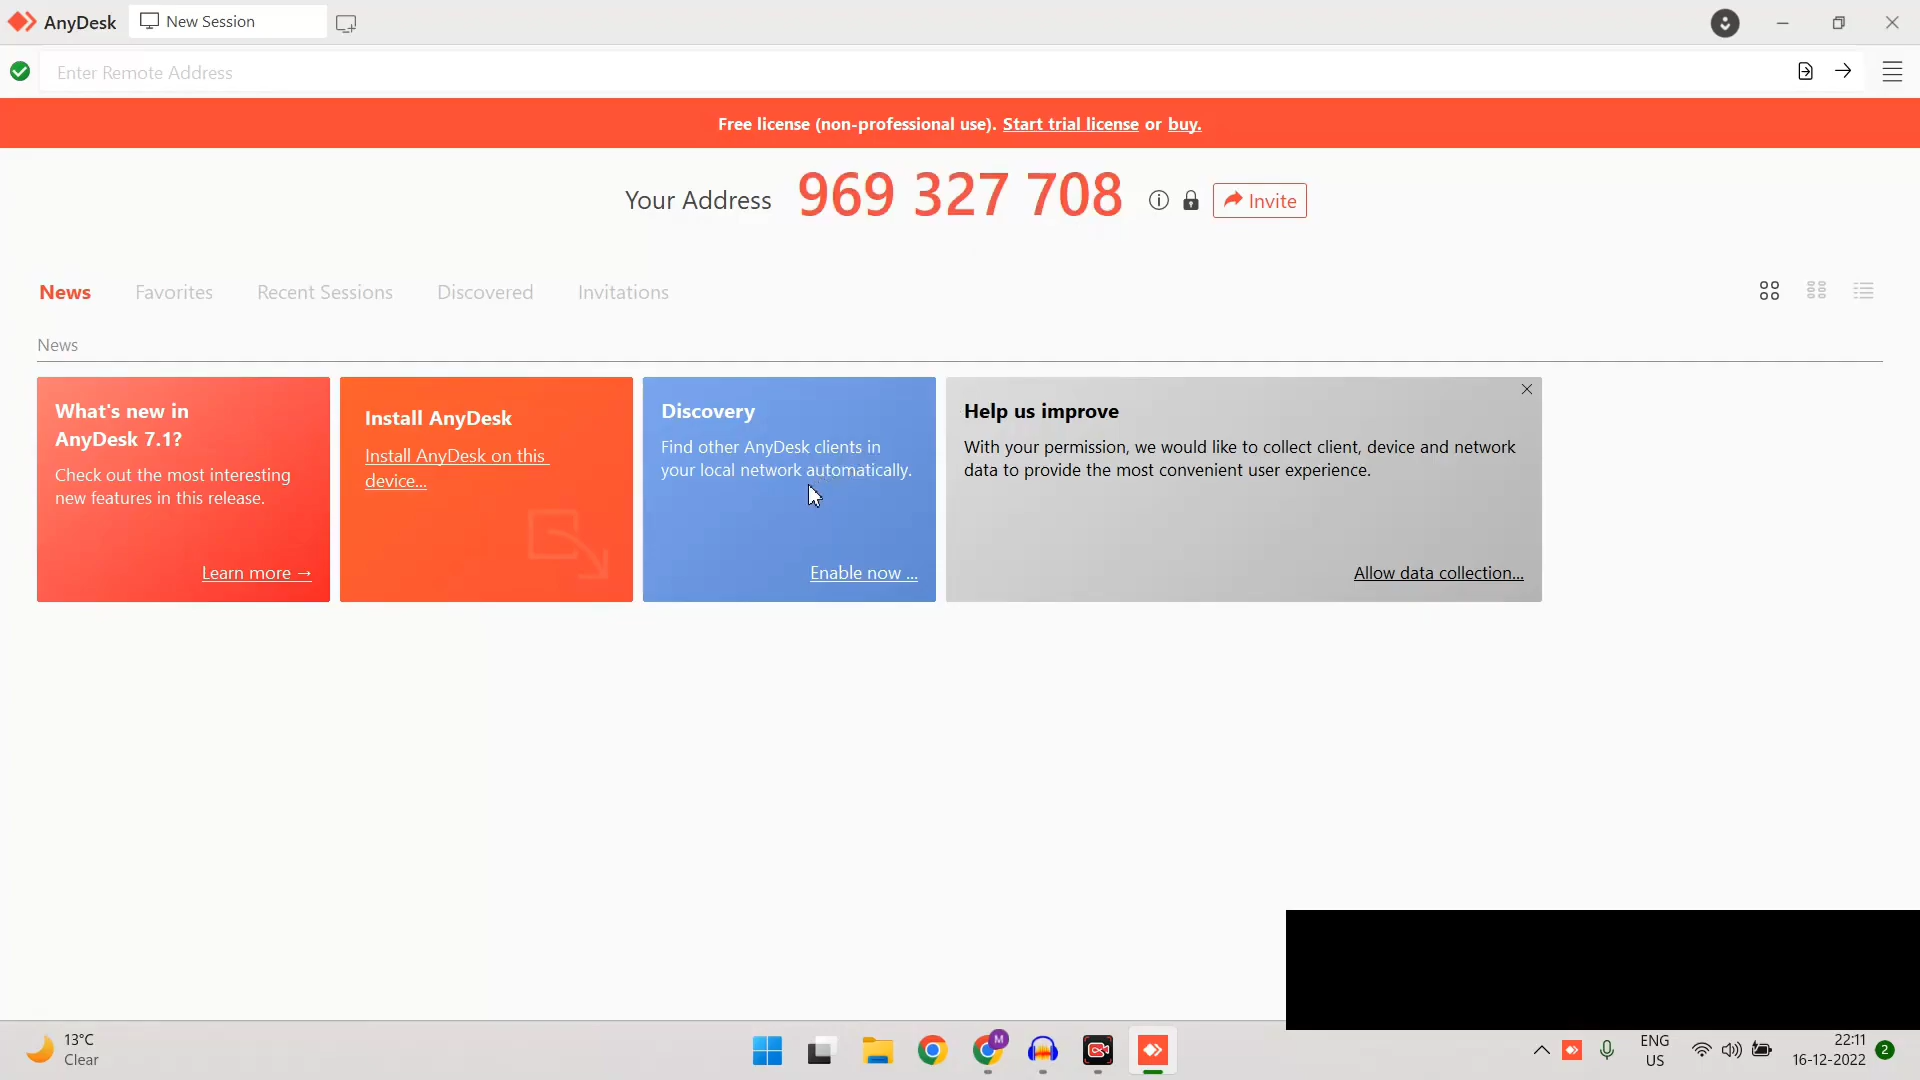 AnyDesk
New Session
Enter Remote Address
Free license (non-professional use). Start trial license or buy.
Your Address 969 327 708 Invite
News Favorites Recent Sessions Discovered Invitations
News
What's new in
AnyDesk 7.1?
Check out the most interesting
new features in this release.
Learn more →
Install AnyDesk
Install AnyDesk on this
device...
Discovery
Find other AnyDesk clients in
your local network automatically.
Enable now ...
Help us improve
With your permission, we would like to collect client, device and network
data to provide the most convenient user experience.
Allow data collection...
13°C
Clear
M
ENG
US
22:11
16-12-2022
2